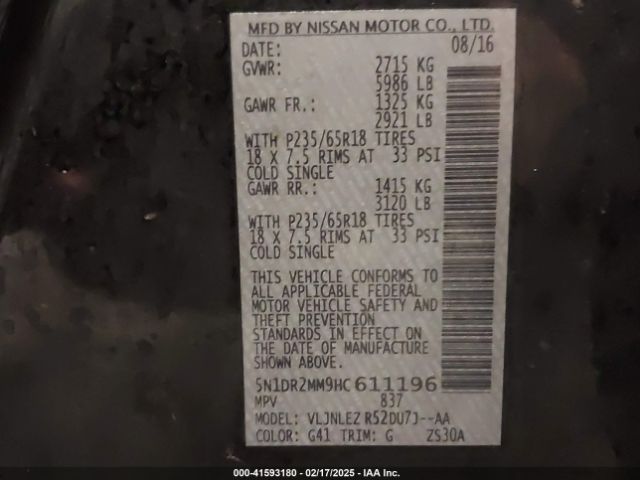 MFD BY NISSAN MOTOR CO., LTD.
DATE: 08/16
GVWR: 2715 KG
5986 LB
GAWR FR.: 1325 KG
2921 LB
WITH P235/65R18 TIRES
18 X 7.5 RIMS AT 33 PSI
COLD SINGLE
GAWR RR.: 1415 KG
3120 LB
WITH P235/65R18 TIRES
18 X 7.5 RIMS AT 33 PSI
COLD SINGLE
THIS VEHICLE CONFORMS TO
ALL APPLICABLE FEDERAL
MOTOR VEHICLE SAFETY AND
THEFT PREVENTION
STANDARDS IN EFFECT ON
THE DATE OF MANUFACTURE
SHOWN ABOVE.
5N1DR2MM9HC611196
MPV 837
MODEL: VLJNLEZ R52DU7J--AA
COLOR: G41 TRIM: G ZS30A
000-41593180 - 02/17/2025 - IAA Inc.